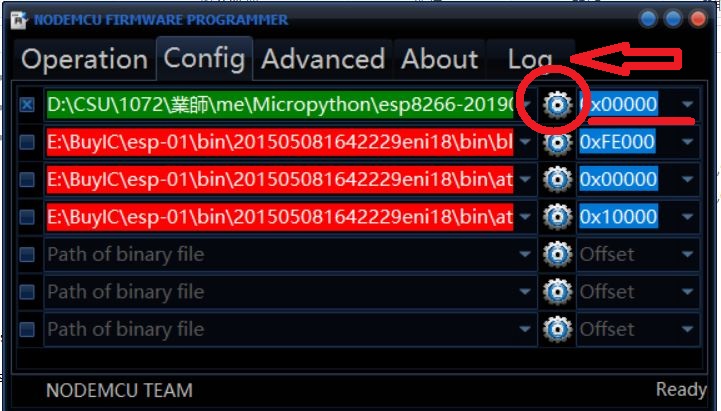 NODEMCU FIRMWARE PROGRAMMER
Operation Config Advanced About Log
D:\CSU\1072\業師\me\Micropython\esp8266-20190 0x00000
E:\BuyIC\esp-01\bin\201505081642229eni18\bin\bl 0xFE000
E:\BuyIC\esp-01\bin\201505081642229eni18\bin\at 0x00000
E:\BuyIC\esp-01\bin\201505081642229eni18\bin\at 0x10000
Path of binary file Offset
Path of binary file Offset
Path of binary file Offset
NODEMCU TEAM Ready